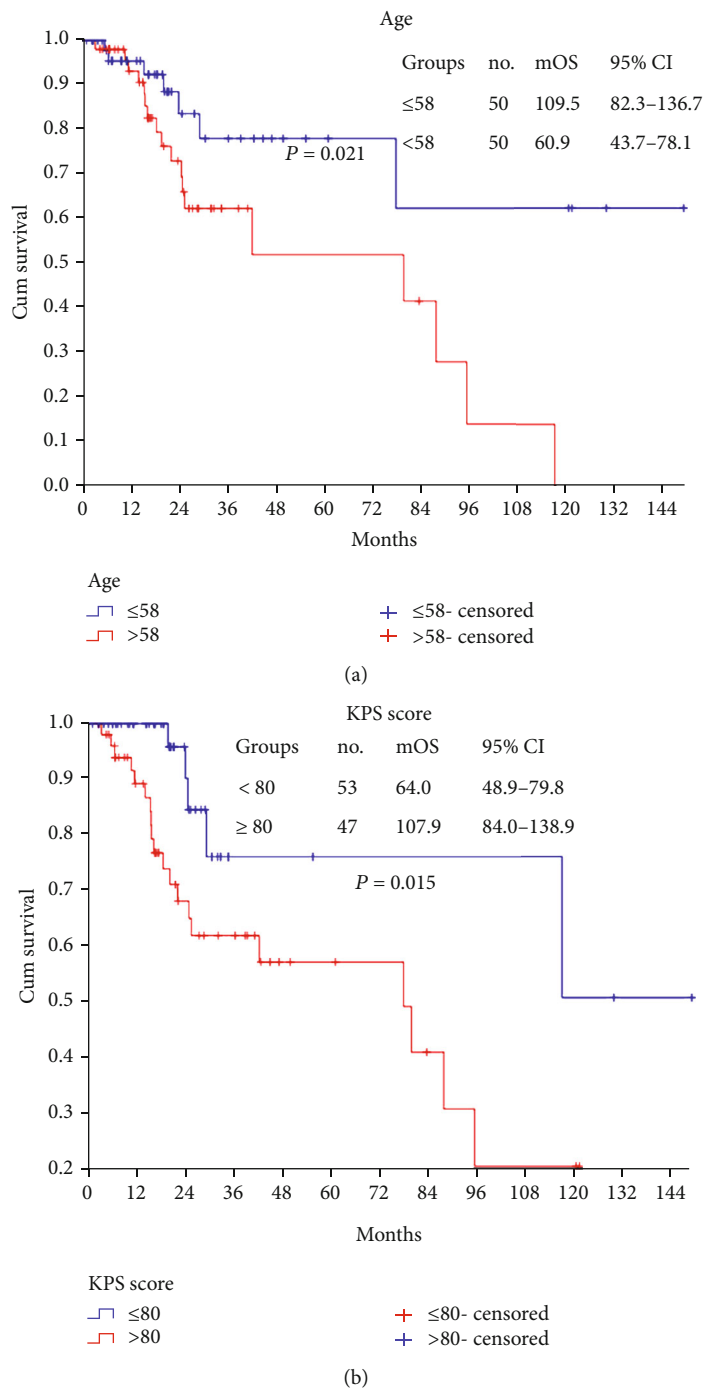 Age
Groups no. mOS 95% CI
≤58 50 109.5 82.3–136.7
<58 50 60.9 43.7–78.1
P = 0.021
1.0
0.9
0.8
0.7
0.6
0.5
0.4
0.3
0.2
0.1
0.0
Cum survival
0 12 24 36 48 60 72 84 96 108 120 132 144
Months
Age
≤58 ≤58- censored
>58 >58- censored
(a)
KPS score
Groups no. mOS 95% CI
< 80 53 64.0 48.9–79.8
≥ 80 47 107.9 84.0–138.9
P = 0.015
1.0
0.9
0.8
0.7
0.6
0.5
0.4
0.3
0.2
Cum survival
0 12 24 36 48 60 72 84 96 108 120 132 144
Months
KPS score
≤80 ≤80- censored
>80 >80- censored
(b)